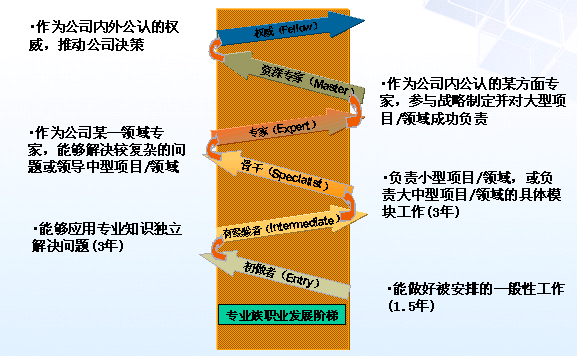 ·作为公司内外公认的权
威，推动公司决策
权威（Fellow）
资深专家（Master）
·作为公司内公认的某方面专
家，参与战略制定并对大型项
目/领域成功负责
专家（Expert）
·作为公司某一领域专
家，能够解决较复杂的问
题或领导中型项目/领域
骨干（Specialist）
·负责小型项目/领域，或负
责大中型项目/领域的具体模
块工作(3年)
有经验者（Intermediate）
·能够应用专业知识独立
解决问题(3年)
初做者（Entry）
·能做好被安排的一般性工作
(1.5年)
专业族职业发展阶梯